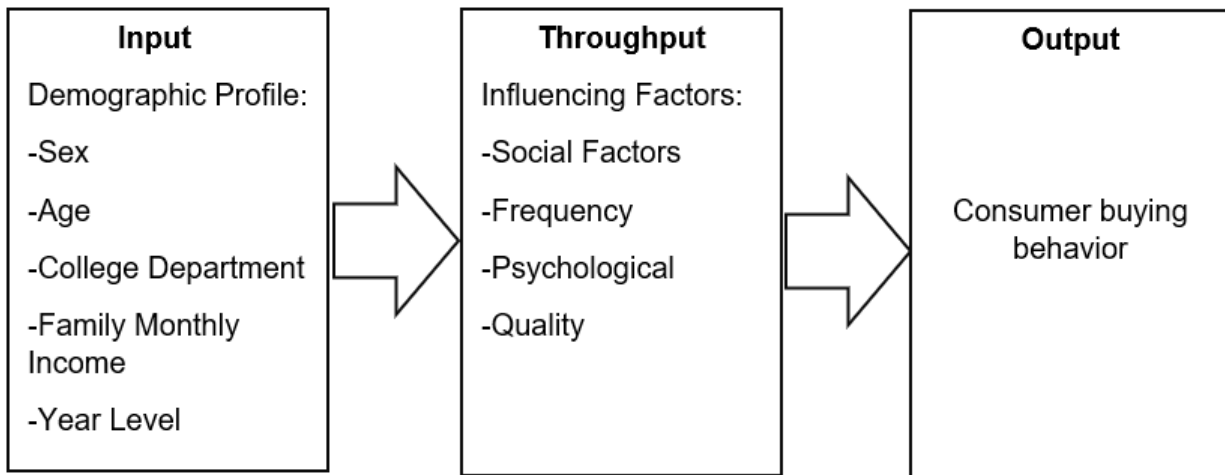 Input
Demographic Profile:
-Sex
-Age
-College Department
-Family Monthly
Income
-Year Level
Throughput
Influencing Factors:
-Social Factors
-Frequency
-Psychological
-Quality
Output
Consumer buying
behavior